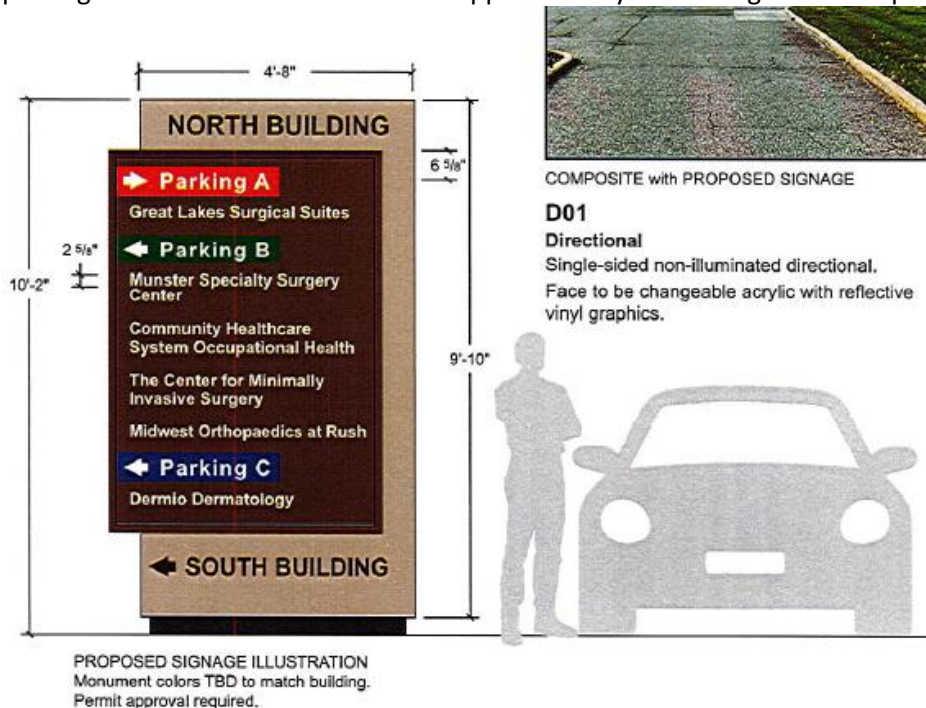 4'-8"
NORTH BUILDING
6 5/8"
Parking A
Great Lakes Surgical Suites
Parking B
2 5/8"
Munster Specialty Surgery
Center
10'-2"
Community Healthcare
System Occupational Health
9'-10"
The Center for Minimally
Invasive Surgery
Midwest Orthopaedics at Rush
Parking C
Dermio Dermatology
SOUTH BUILDING
PROPOSED SIGNAGE ILLUSTRATION
Monument colors TBD to match building.
Permit approval required.
COMPOSITE with PROPOSED SIGNAGE
D01
Directional
Single-sided non-illuminated directional.
Face to be changeable acrylic with reflective
vinyl graphics.